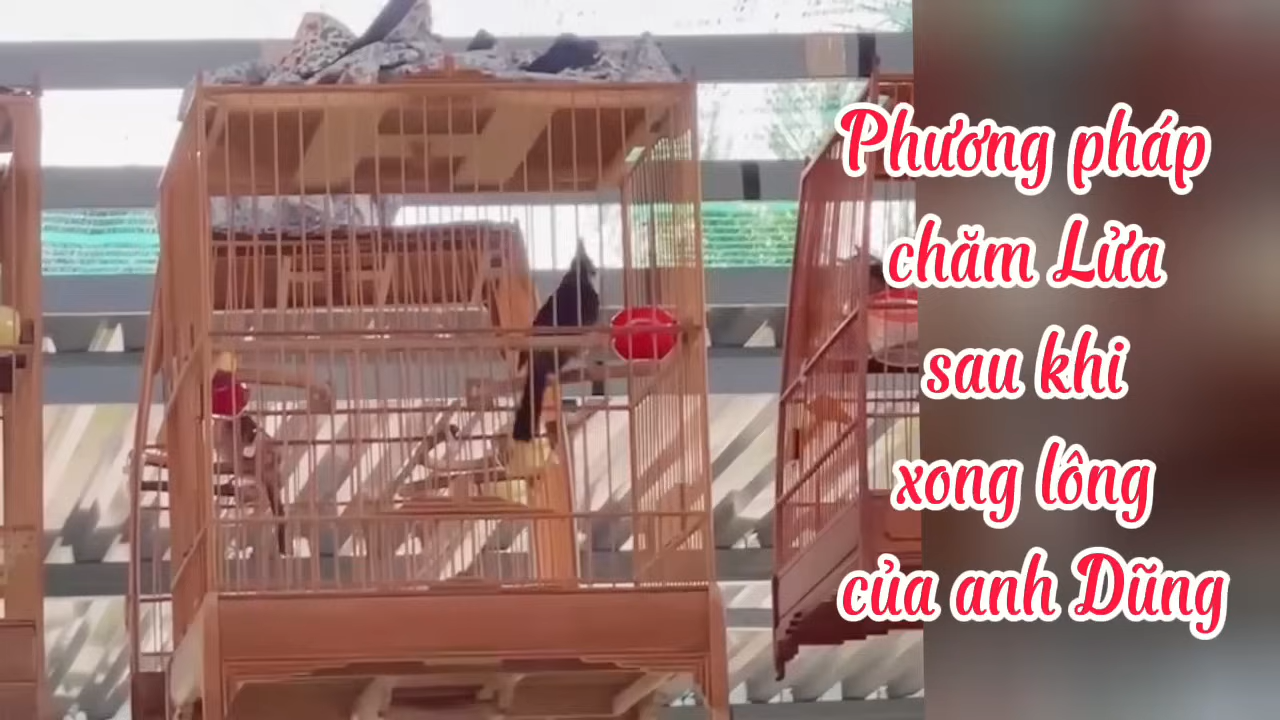 Phương pháp
chăm Lửa
sau khi
xong lông
của anh Dũng